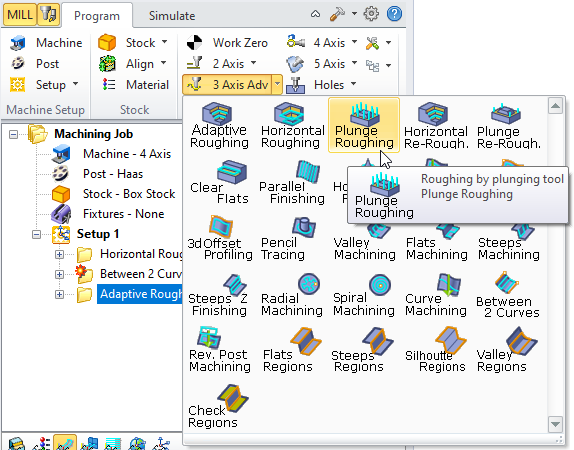 MILL Program Simulate
Machine Stock Work Zero 4 Axis
Post Align 2 Axis 5 Axis
Setup Material 3 Axis Adv Holes
Machine Setup Stock
Adaptive Roughing
Horizontal Roughing
Plunge Roughing
Horizontal Re-Rough.
Plunge Re-Rough.
Clear Flats
Parallel Finishing
Roughing by plunging tool
Plunge Roughing
Plunge Roughing
3d Offset Profiling
Pencil Tracing
Valley Machining
Flats Machining
Steeps Machining
Steeps Z Finishing
Radial Machining
Spiral Machining
Curve Machining
Between 2 Curves
Rev. Post Machining
Flats Regions
Steeps Regions
Silhoutte Regions
Valley Regions
Check Regions
Machining Job
Machine - 4 Axis
Post - Haas
Stock - Box Stock
Fixtures - None
Setup 1
Horizontal Roug
Between 2 Curv
Adaptive Rough